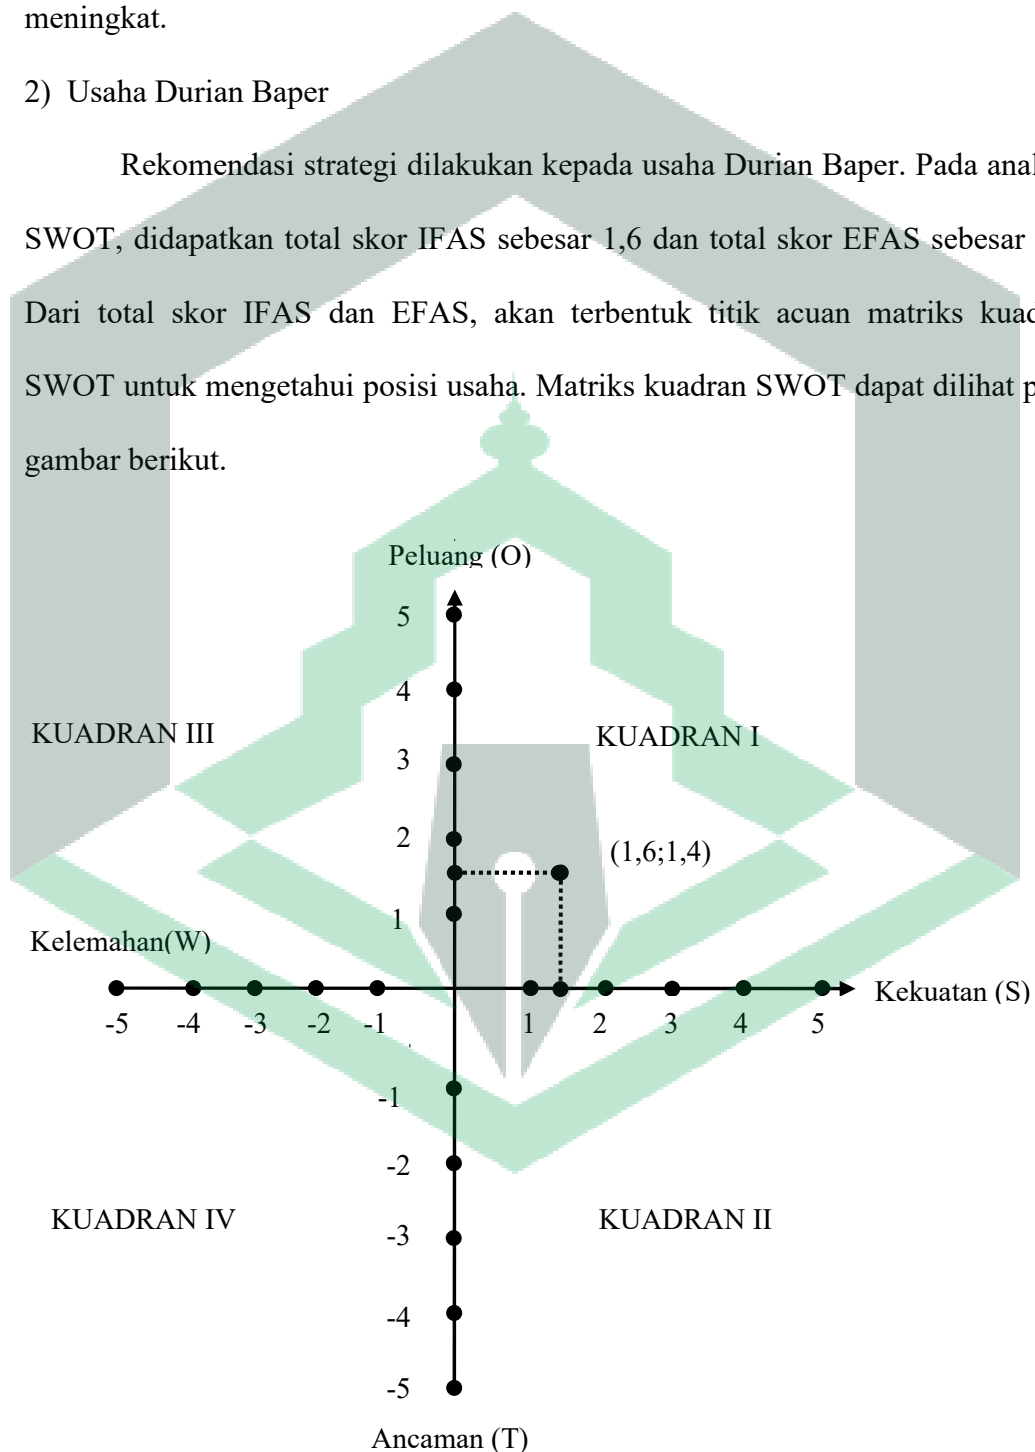 meningkat.
2) Usaha Durian Baper
Rekomendasi strategi dilakukan kepada usaha Durian Baper. Pada
SWOT, didapatkan total skor IFAS sebesar 1,6 dan total skor EFAS sebesar
Dari total skor IFAS dan EFAS, akan terbentuk titik acuan matriks
SWOT untuk mengetahui posisi usaha. Matriks kuadran SWOT dapat dilihat
gambar berikut.
Peluang (O)
5
4
KUADRAN III KUADRAN I
3
2
(1,6;1,4)
1
Kelemahan(W)
Kekuatan (S)
-5 -4 -3 -2 -1 1 2 3 4 5
-1
-2
KUADRAN IV KUADRAN II
-3
-4
-5
Ancaman (T)